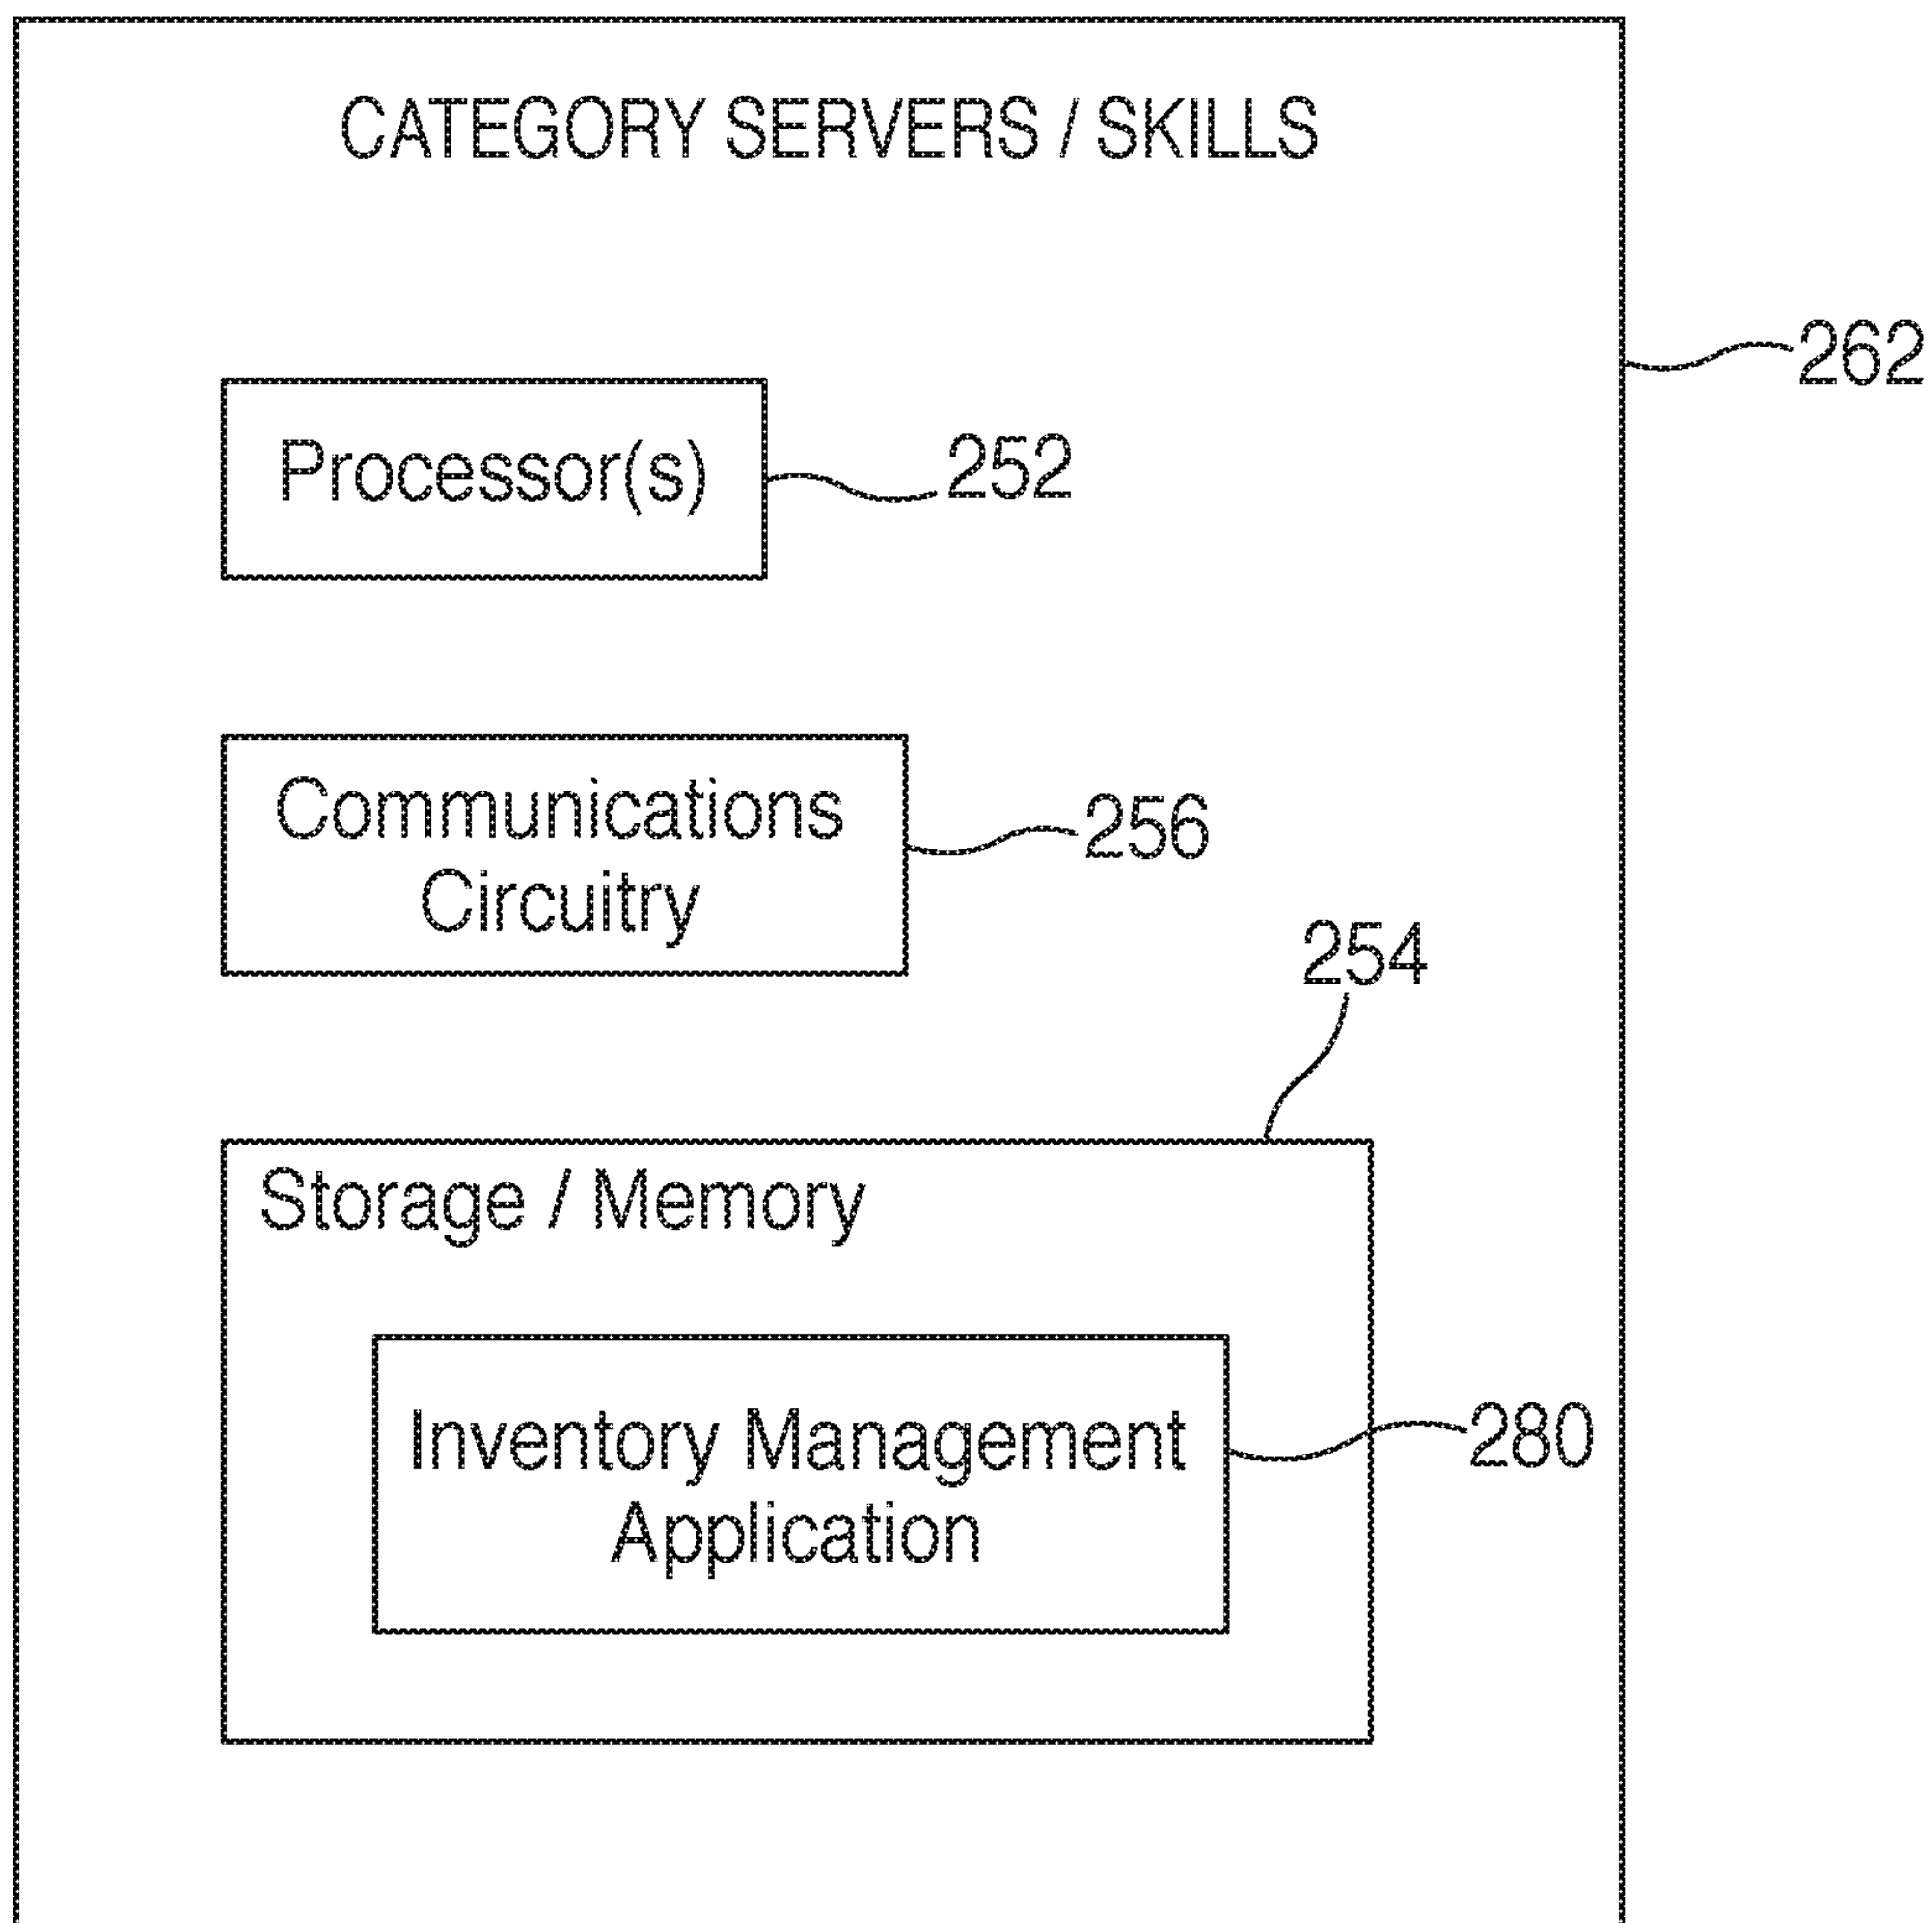 CATEGORY SERVERS / SKILLS
262
Processor(s)
252
Communications
Circuitry
256
254
Storage / Memory
Inventory Management
Application
280